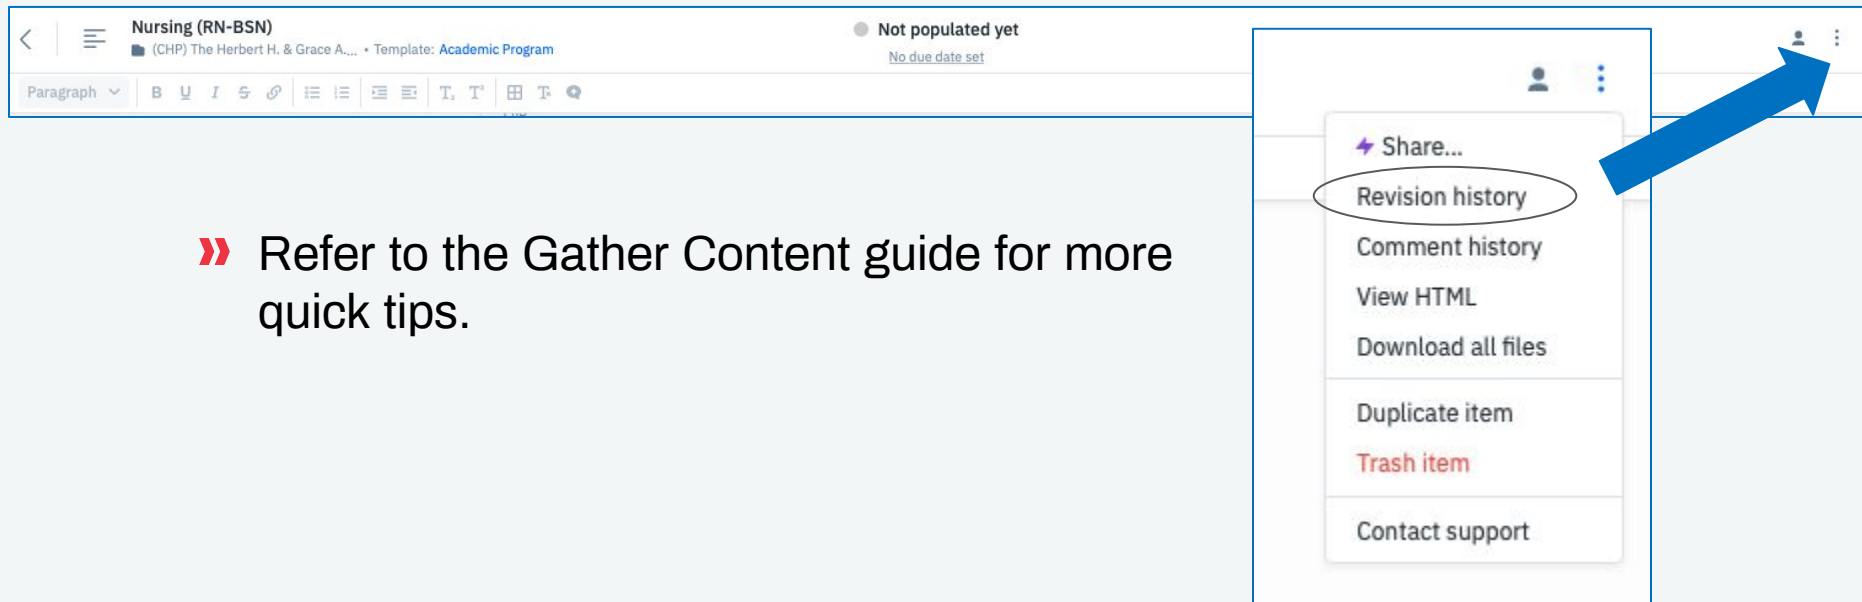 Nursing (RN-BSN)
(CHP) The Herbert H. & Grace A.... • Template: Academic Program
Not populated yet
No due date set
Paragraph
Share...
Revision history
Comment history
View HTML
Download all files
Duplicate item
Trash item
Contact support
Refer to the Gather Content guide for more
quick tips.